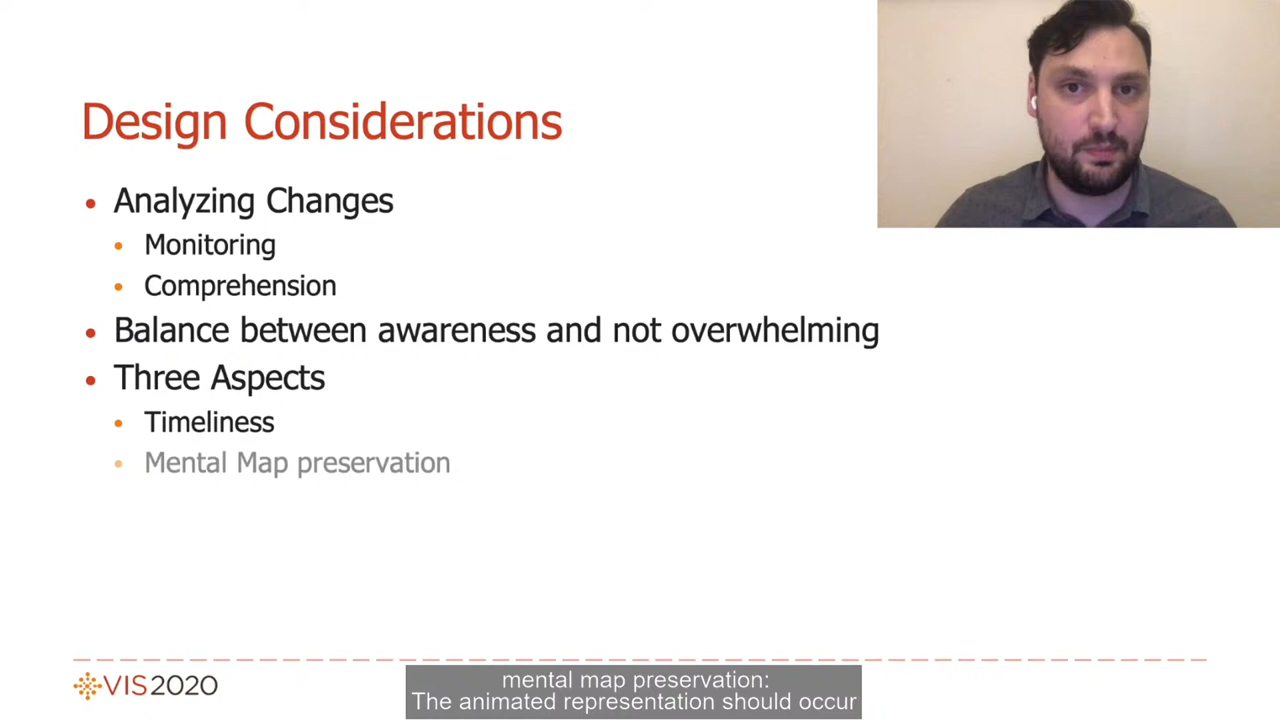 Design Considerations
• Analyzing Changes
• Monitoring
• Comprehension
• Balance between awareness and not overwhelming
• Three Aspects
• Timeliness
• Mental Map preservation
VIS2020
mental map preservation:
The animated representation should occur